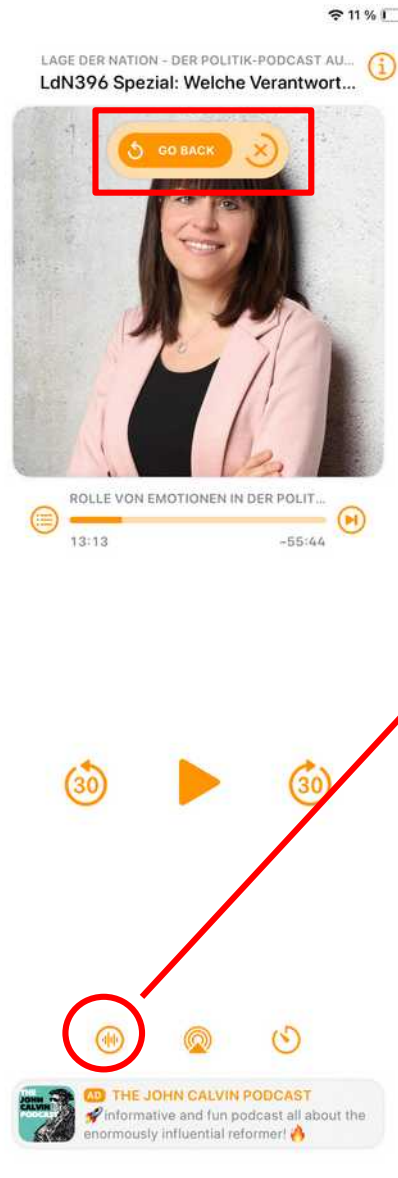 11 %
LAGE DER NATION - DER POLITIK-PODCAST AU...
LdN396 Spezial: Welche Verantwort...
GO BACK
ROLLE VON EMOTIONEN IN DER POLIT...
13:13 -55:44
30 30
THE JOHN CALVIN PODCAST
AD THE JOHN CALVIN PODCAST
🚀informative and fun podcast all about the
enormously influential reformer!🔥